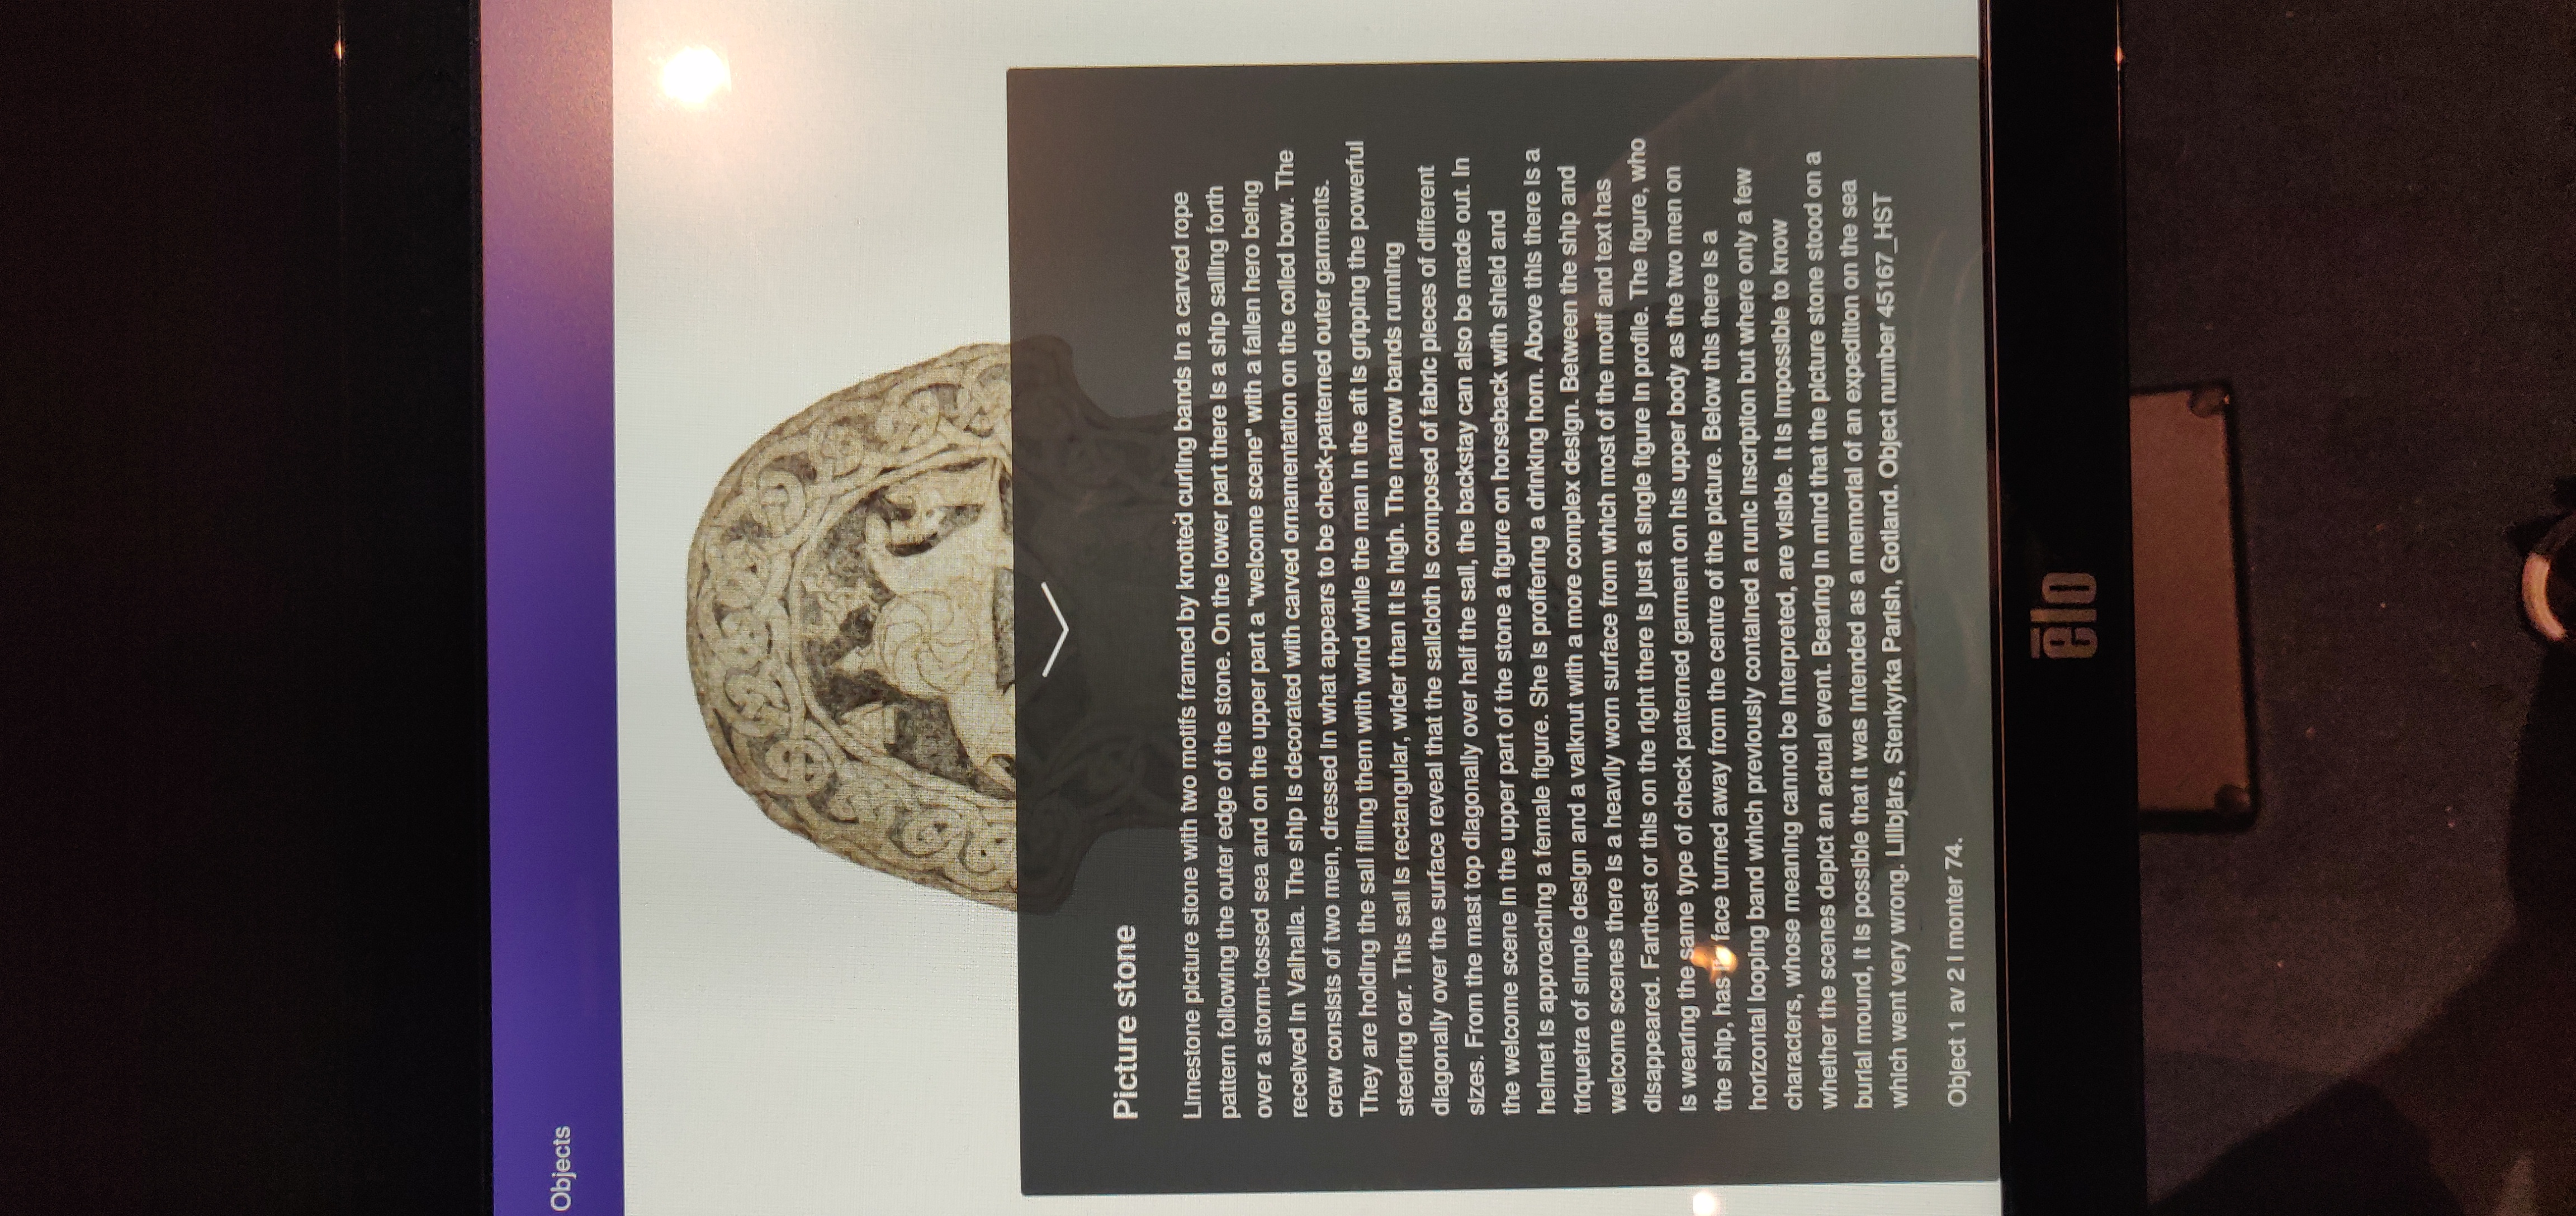 Objects
Picture stone
Limestone picture stone with two motifs framed by knotted curling bands in a carved rope
pattern following the outer edge of the stone. On the lower part there is a ship sailing forth
over a storm-tossed sea and on the upper part a "welcome scene" with a fallen hero being
received in Valhalla. The ship is decorated with carved ornamentation on the coiled bow. The
crew consists of two men, dressed in what appears to be check-patterned outer garments.
They are holding the sail filling them with wind while the man in the aft is gripping the powerful
steering oar. This sail is rectangular, wider than it is high. The narrow bands running
diagonally over the surface reveal that the sailcloth is composed of fabric pieces of different
sizes. From the mast top diagonally over half the sail, the backstay can also be made out. In
the welcome scene in the upper part of the stone a figure on horseback with shield and
helmet is approaching a female figure. She is proffering a drinking horn. Above this there is a
triquetra of simple design and a valknut with a more complex design. Between the ship and
welcome scenes there is a heavily worn surface from which most of the motif and text has
disappeared. Farthest or this on the right there is just a single figure in profile. The figure, who
is wearing the same type of check patterned garment on his upper body as the two men on
the ship, has face turned away from the centre of the picture. Below this there is a
horizontal looping band which previously contained a runic inscription but where only a few
characters, whose meaning cannot be interpreted, are visible. It is impossible to know
whether the scenes depict an actual event. Bearing in mind that the picture stone stood on a
burial mound, it is possible that it was intended as a memorial of an expedition on the sea
which went very wrong. Lillbjärs, Stenkyrka Parish, Gotland. Object number 45167_HST
Object 1 av 2 i monter 74.
ēlo